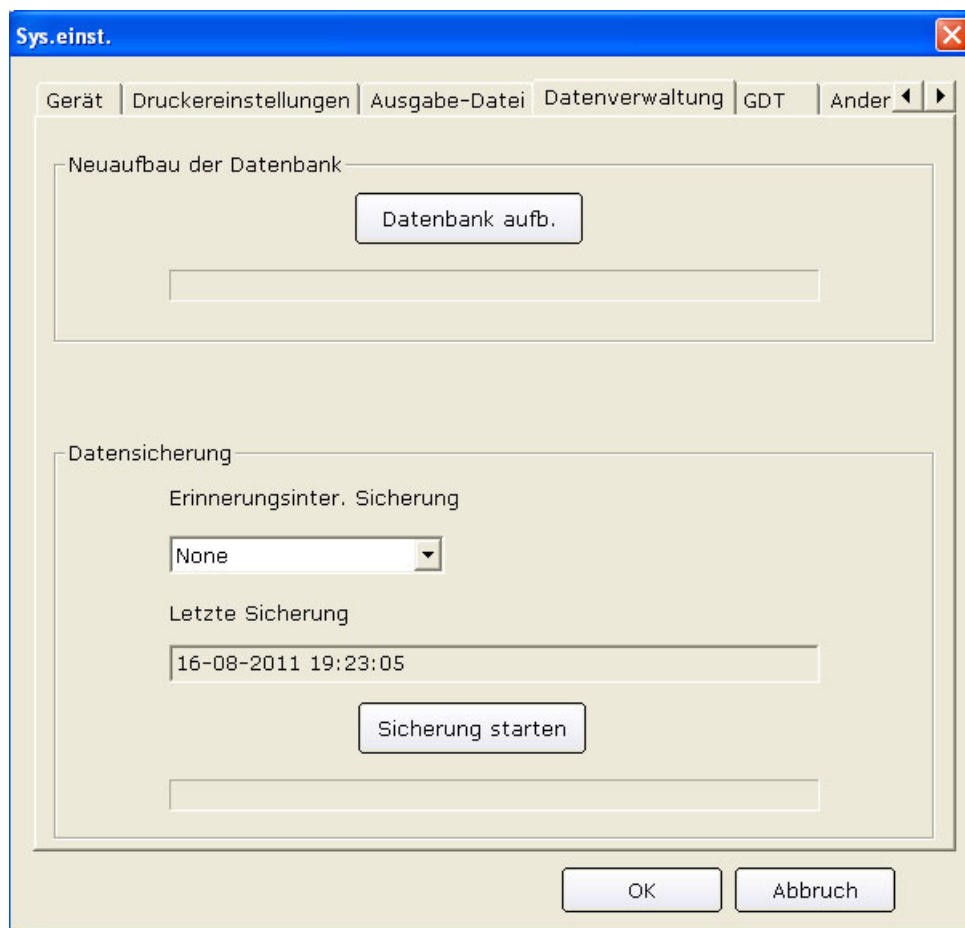 Sys.einst.
Gerät Druckereinstellungen Ausgabe-Datei Datenverwaltung GDT Ander
Neuaufbau der Datenbank
Datenbank aufb.
Datensicherung
Erinnerungsinter. Sicherung
None
Letzte Sicherung
16-08-2011 19:23:05
Sicherung starten
OK Abbruch